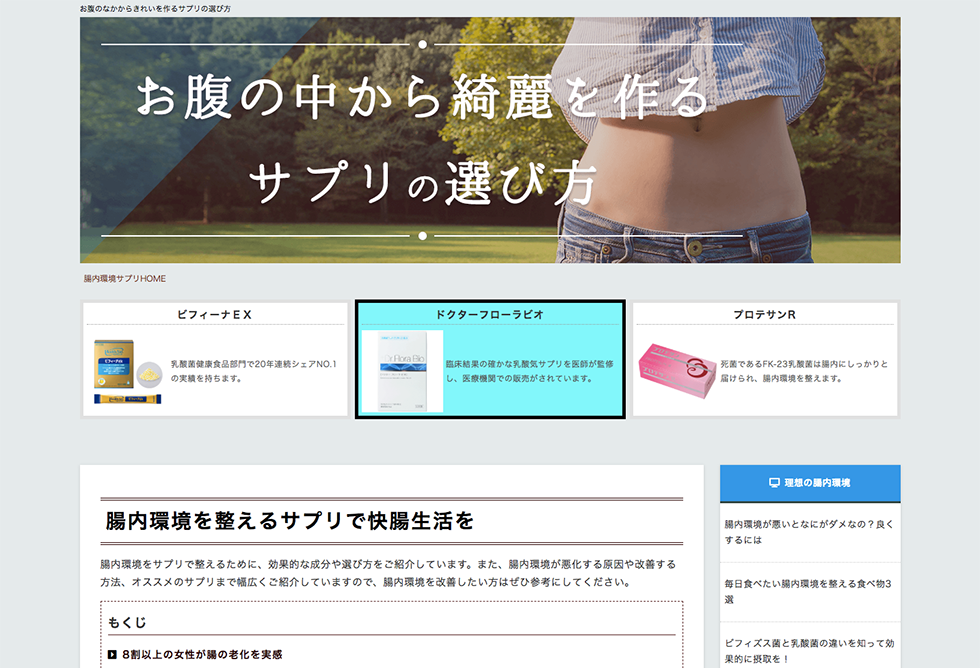 お腹のなかからきれいを作るサプリの選び方
お腹の中から綺麗を作る
サプリの選び方
腸内環境サプリHOME
ビフィーナEX
乳酸菌健康食品部門で20年連続シェアNO.1
の実績を持ちます。
ドクターフローラビオ
DrFlora Bio
臨床結果の確かな乳酸気サプリを医師が監修
し、医療機関での販売がされています。
プロテサンR
死菌であるFK-23乳酸菌は腸内にしっかりと
届けられ、腸内環境を整えます。
腸内環境を整えるサプリで快腸生活を
腸内環境をサプリで整えるために、効果的な成分や選び方をご紹介しています。また、腸内環境が悪化する原因や改善する
方法、オススメのサプリまで幅広くご紹介していますので、腸内環境を改善したい方はぜひ参考にしてください。
もくじ
8割以上の女性が腸の老化を実感
理想の腸内環境
腸内環境が悪いとなにがダメなの？良く
するには
毎日食べたい腸内環境を整える食べ物3
選
ビフィズス菌と乳酸菌の違いを知って効
果的に摂取を！